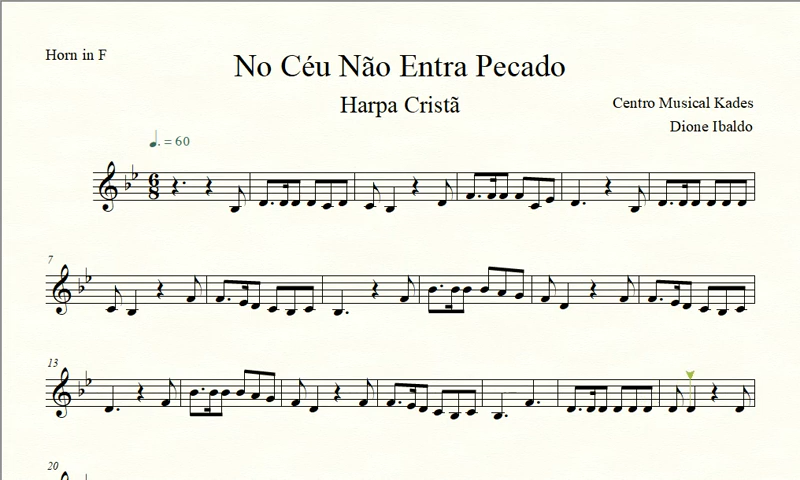 Horn in F
No Céu Não Entra Pecado
Harpa Cristã
Centro Musical Kades
Dione Ibaldo
♩. = 60
6
8
7
13
20